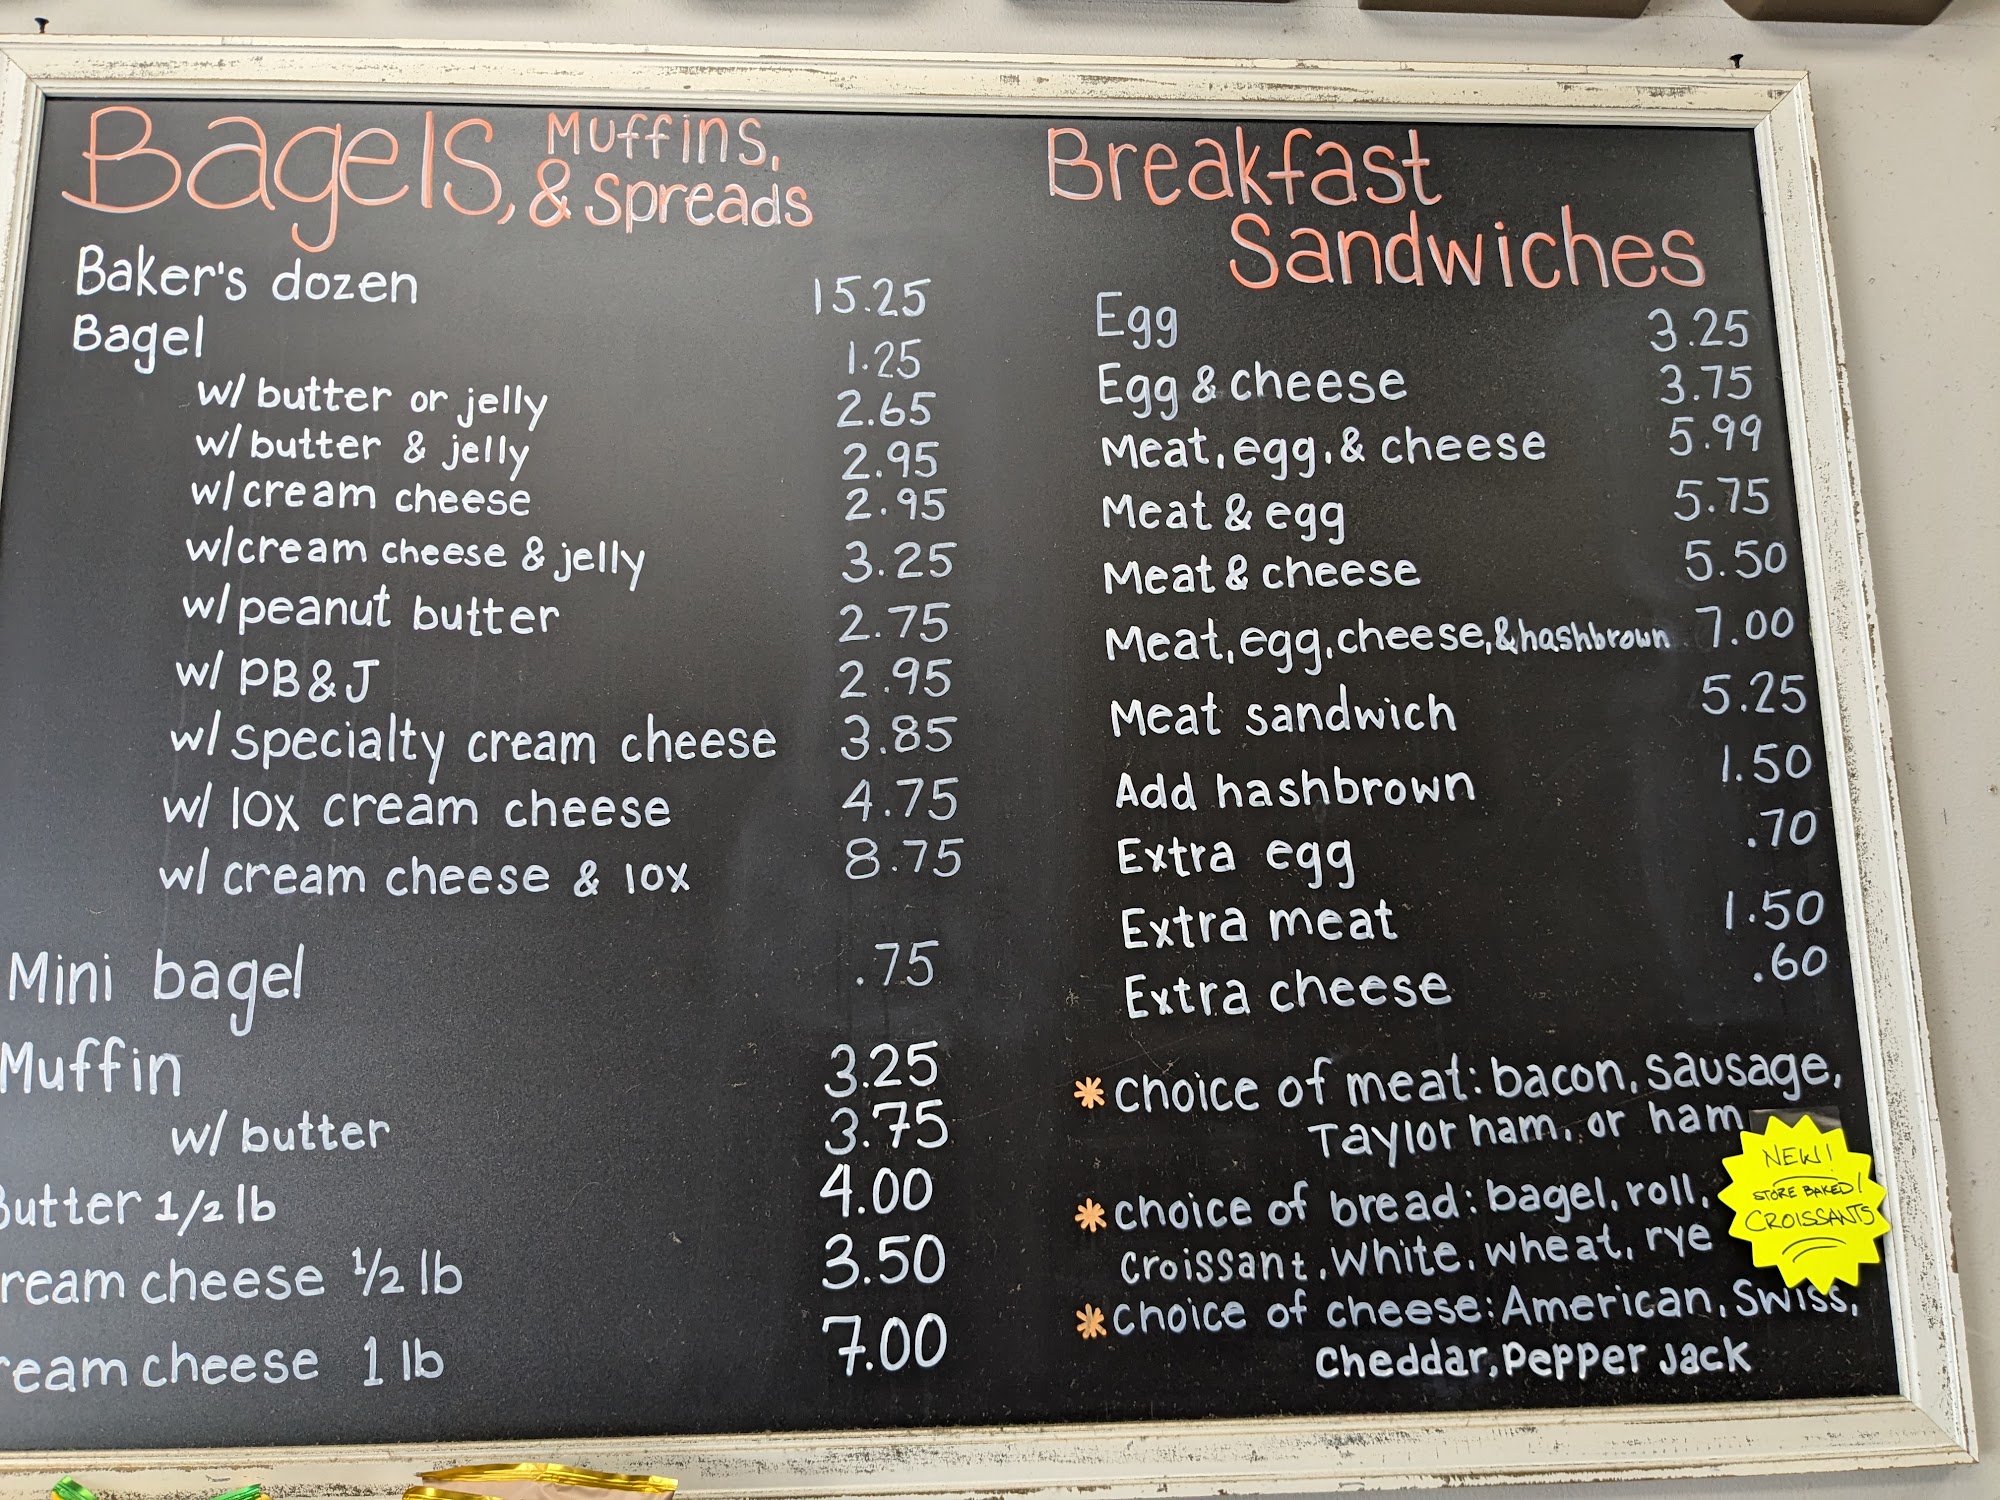 Bagels, Muffins,
& Spreads
Baker's dozen 15.25
Bagel 1.25
w/ butter or jelly 2.65
w/ butter & jelly 2.95
w/ cream cheese 2.95
w/ cream cheese & jelly 3.25
w/ peanut butter 2.75
w/ PB&J 2.95
w/ specialty cream cheese 3.85
w/ lox cream cheese 4.75
w/ cream cheese & lox 8.75
Mini bagel .75
Muffin 3.25
w/ butter 3.75
Butter 1/2 lb 4.00
ream cheese 1/2 lb 3.50
ream cheese 1 lb 7.00
Breakfast
Sandwiches
Egg 3.25
Egg & cheese 3.75
Meat, egg, & cheese 5.99
Meat & egg 5.75
Meat & cheese 5.50
Meat, egg, cheese, & hashbrown 7.00
Meat sandwich 5.25
Add hashbrown 1.50
Extra egg .70
Extra meat 1.50
Extra cheese .60
* choice of meat: bacon, sausage,
Taylor ham, or ham
* choice of bread: bagel, roll,
croissant, white, wheat, rye
* choice of cheese: American, Swiss,
cheddar, pepper jack
NEW!
STORE BAKED!
CROISSANTS